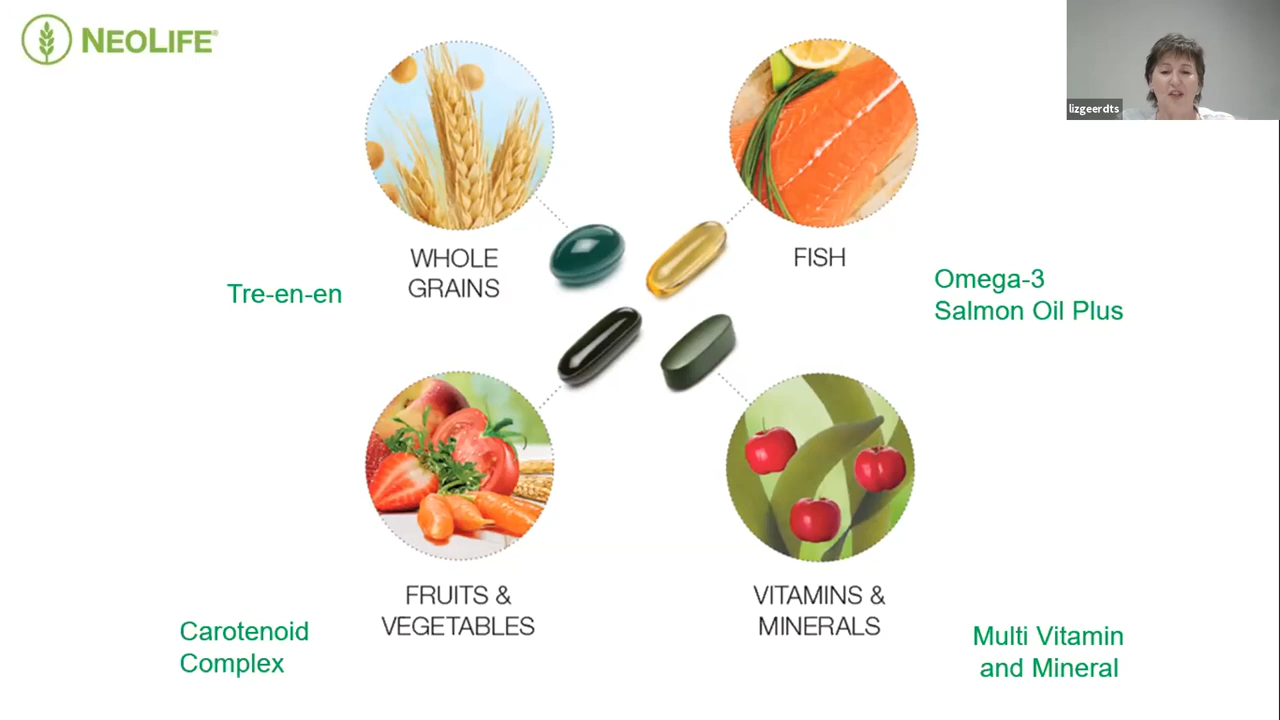 NEOLIFE®
lizgeerdts
WHOLE
GRAINS
FISH
Tre-en-en
Omega-3
Salmon Oil Plus
FRUITS &
VEGETABLES
VITAMINS &
MINERALS
Carotenoid
Complex
Multi Vitamin
and Mineral